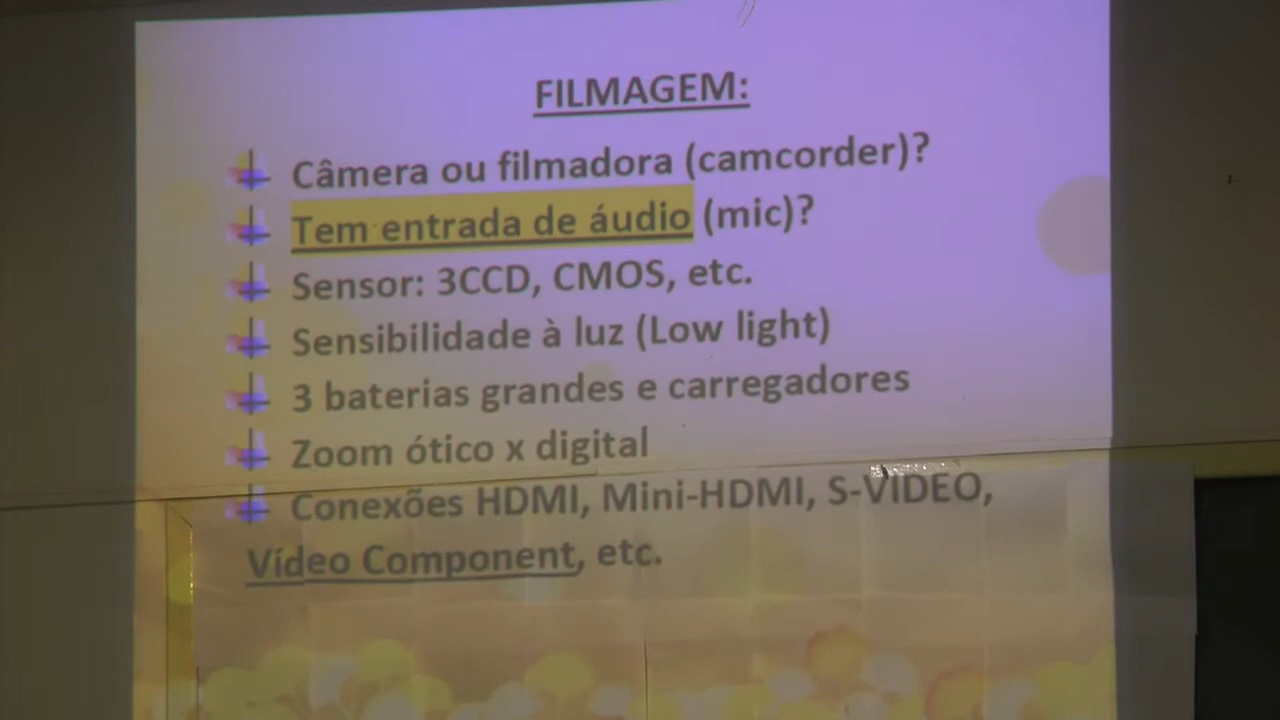 FILMAGEM:
Câmera ou filmadora (camcorder)?
Tem entrada de áudio (mic)?
Sensor: 3CCD, CMOS, etc.
Sensibilidade à luz (Low light)
3 baterias grandes e carregadores
Zoom ótico x digital
Conexões HDMI, Mini-HDMI, S-VIDEO,
Vídeo Component, etc.